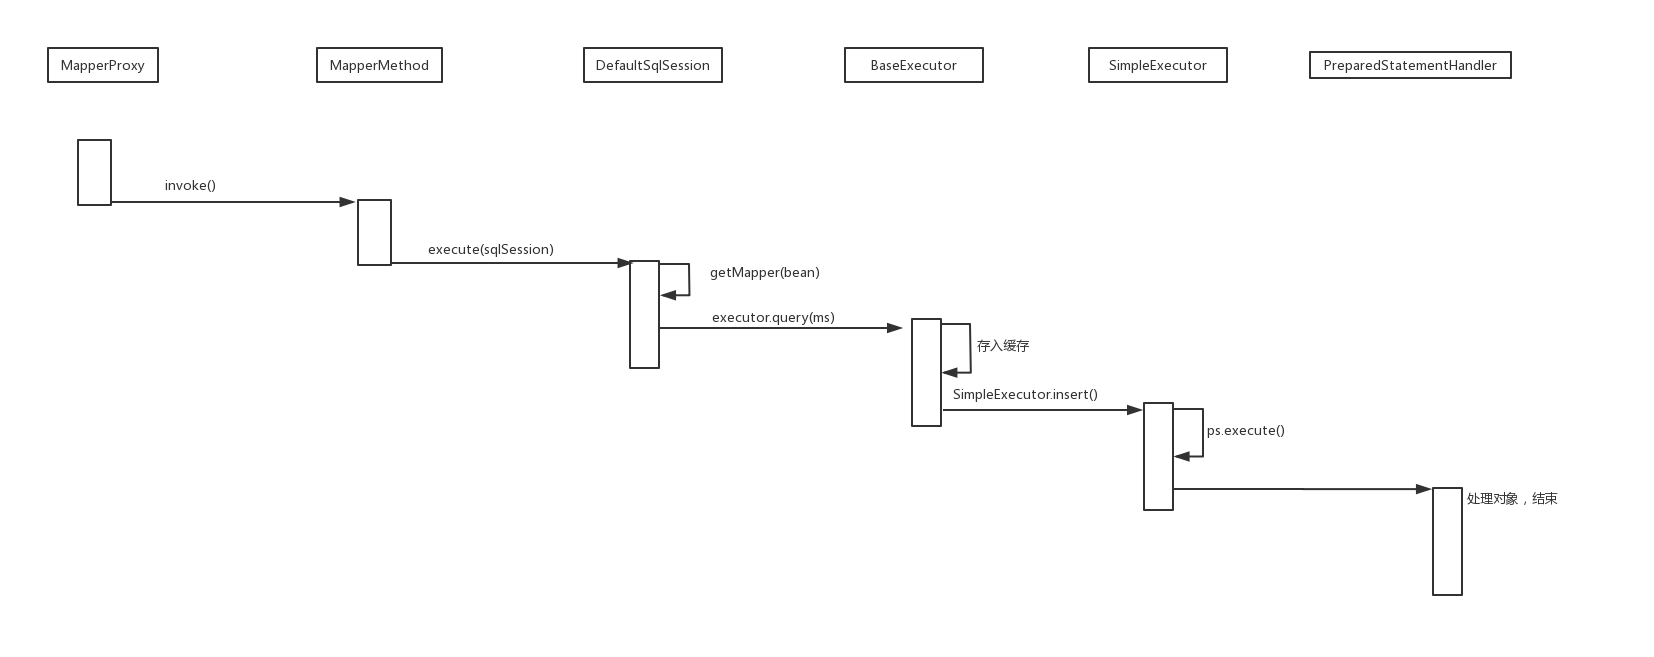 MapperProxy
MapperMethod
DefaultSqlSession
BaseExecutor
SimpleExecutor
PreparedStatementHandler
invoke()
execute(sqlSession)
getMapper(bean)
executor.query(ms)
存入缓存
SimpleExecutor.insert()
ps.execute()
处理对象，结束